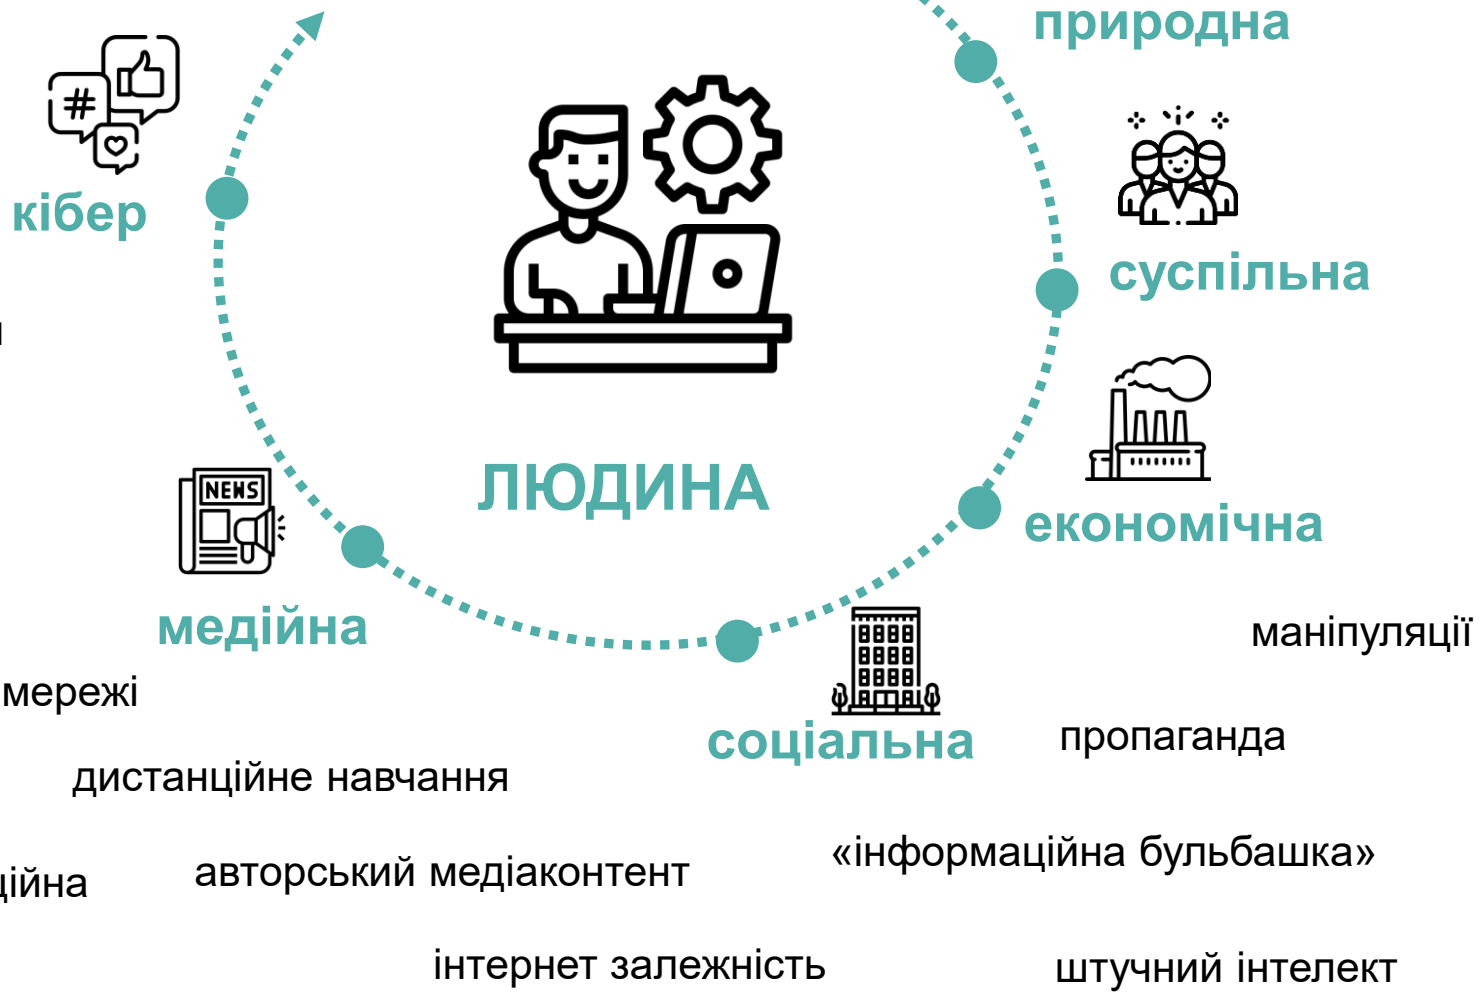 природна
#
кібер
суспільна
NEWS
ЛЮДИНА
економічна
медійна
маніпуляції
мережі
соціальна
пропаганда
дистанційне навчання
«інформаційна бульбашка»
авторський медіаконтент
інтернет залежність
штучний інтелект